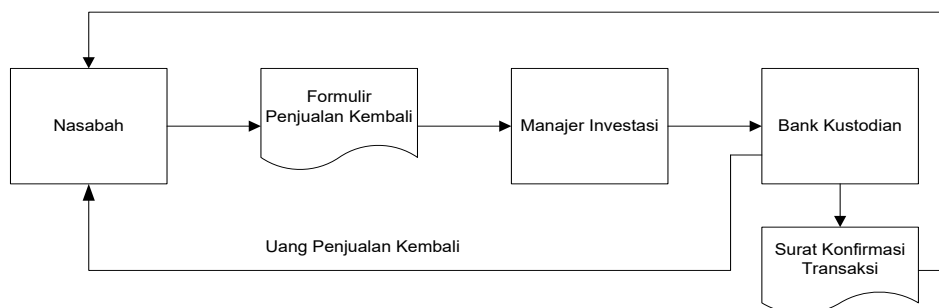 Nasabah
Formulir
Penjualan Kembali
Manajer Investasi
Bank Kustodian
Uang Penjualan Kembali
Surat Konfirmasi
Transaksi